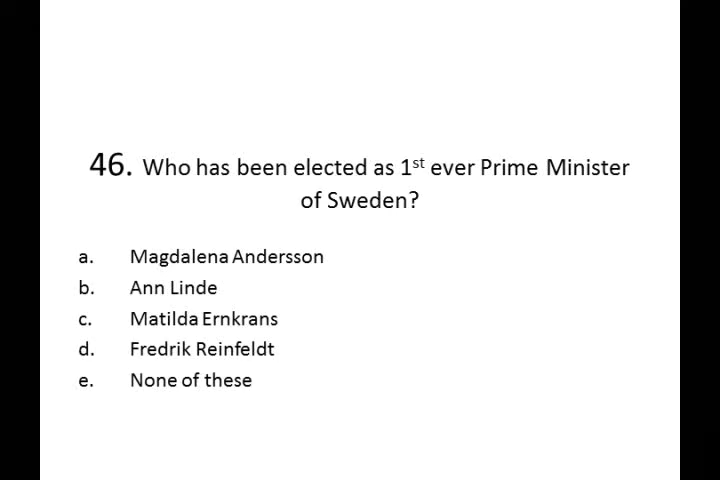 46. Who has been elected as 1st ever Prime Minister
of Sweden?
a. Magdalena Andersson
b. Ann Linde
c. Matilda Ernkrans
d. Fredrik Reinfeldt
e. None of these